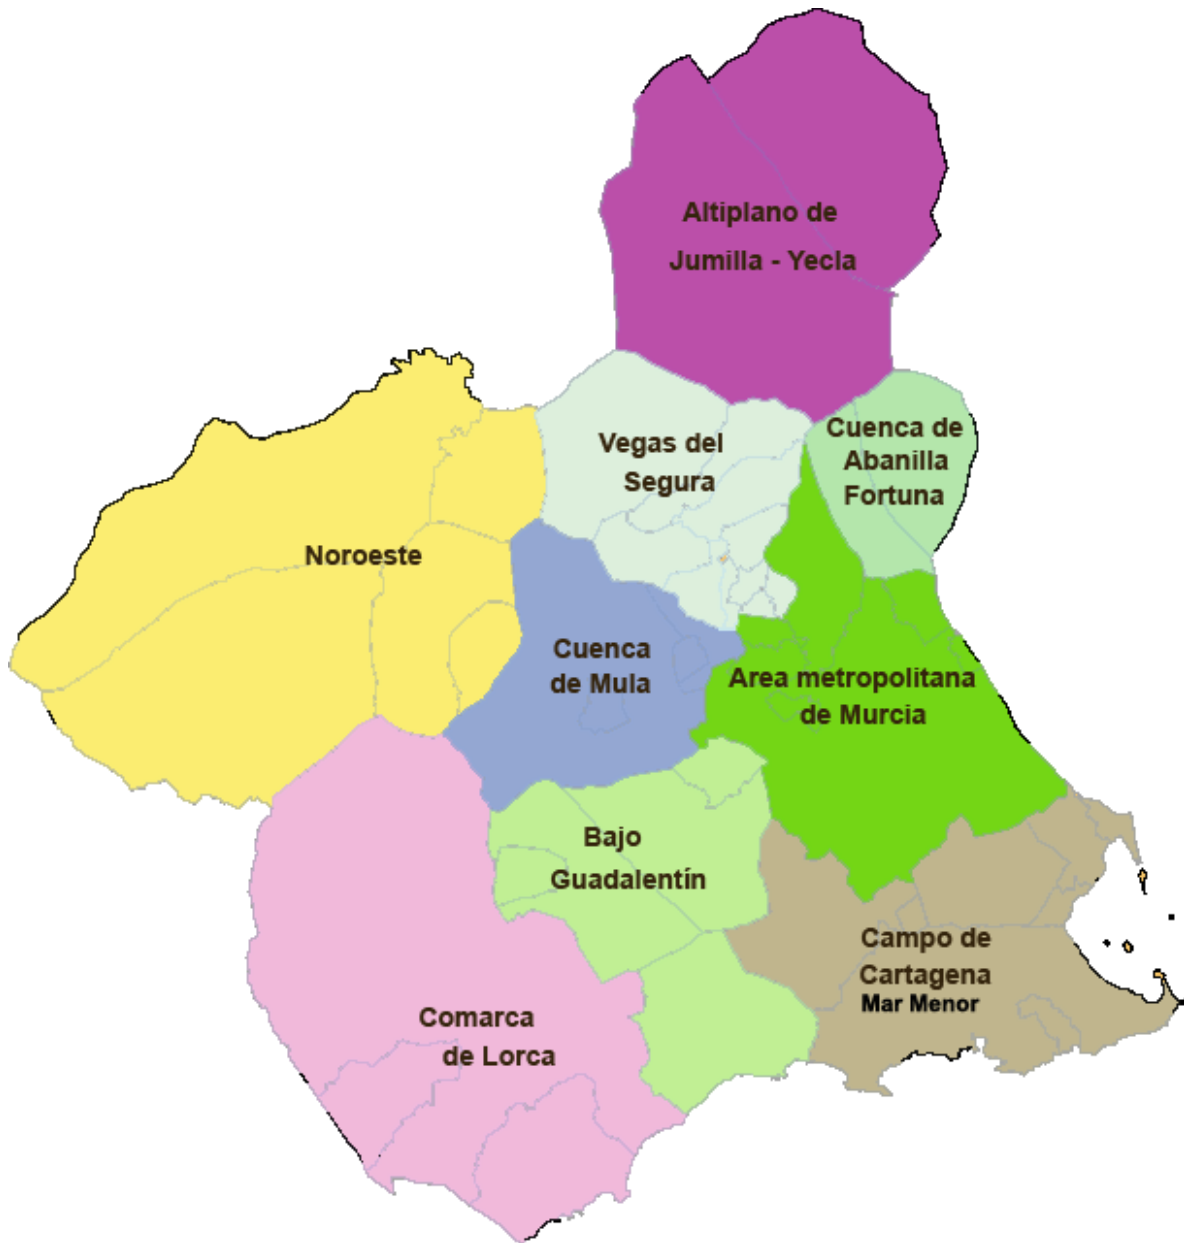 Altiplano de
Jumilla - Yecla
Vegas del
Segura
Cuenca de
Abanilla
Fortuna
Noroeste
Cuenca
de Mula
Area metropolitana
de Murcia
Bajo
Guadalentín
Campo de
Cartagena
Mar Menor
Comarca
de Lorca